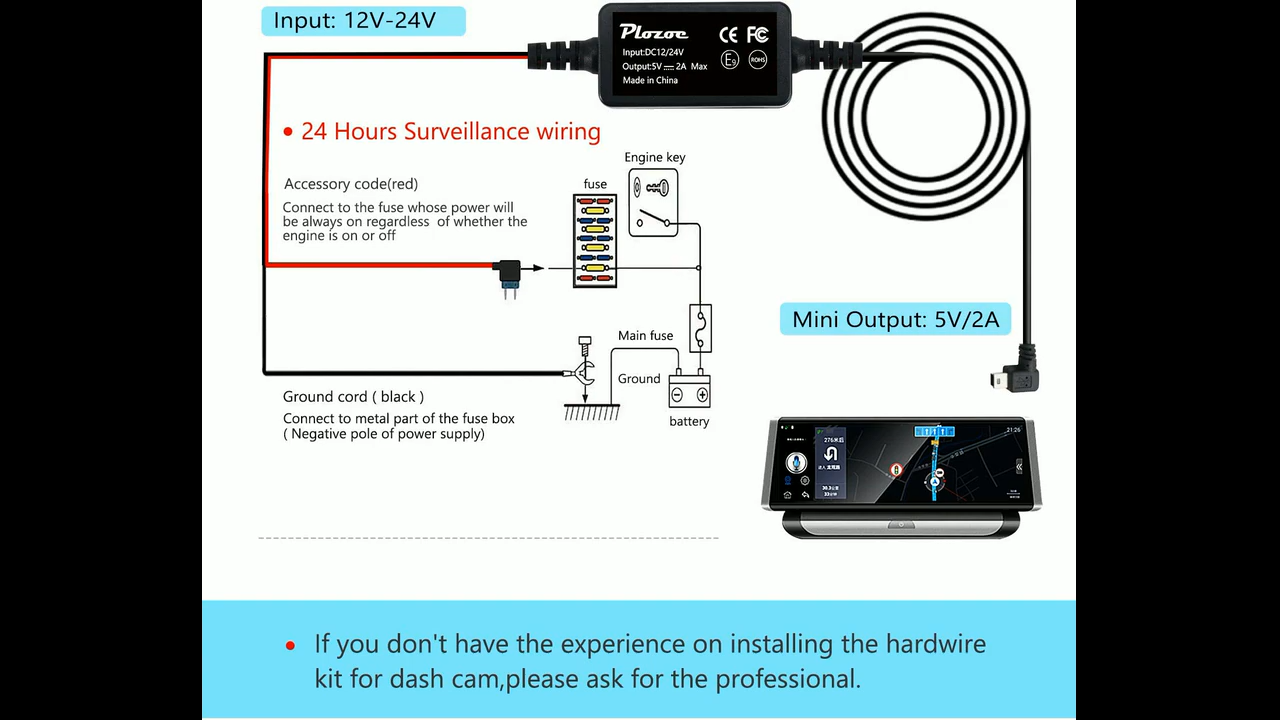 Input: 12V-24V
Plozoe
Input:DC12/24V
Output:5V 2A Max
Made in China
CE FC
E9 ROHS
• 24 Hours Surveillance wiring
Engine key
fuse
Accessory code(red)
Connect to the fuse whose power will
be always on regardless of whether the
engine is on or off
Main fuse
Ground
battery
Ground cord ( black )
Connect to metal part of the fuse box
( Negative pole of power supply)
Mini Output: 5V/2A
21:26
• If you don't have the experience on installing the hardwire
kit for dash cam,please ask for the professional.